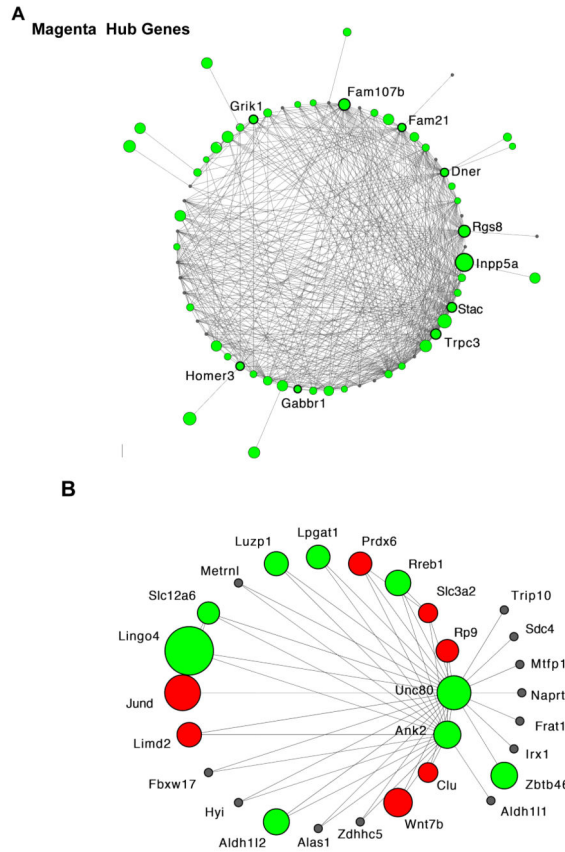 A
Magenta Hub Genes
Fam107b
Grik1
Fam21
Dner
Rgs8
Inpp5a
Stac
Trpc3
Homer3
Gabbr1
B
Lpgat1
Prdx6
Luzp1
Rreb1
Metrnl
Slc3a2
Trip10
Slc12a6
Sdc4
Rp9
Lingo4
Mtfp1
Unc80
Naprt
Jund
Frat1
Ank2
Limd2
Irx1
Fbxw17
Clu
Zbtb46
Hyi
Aldh1l1
Wnt7b
Aldh1l2
Alas1
Zdhhc5